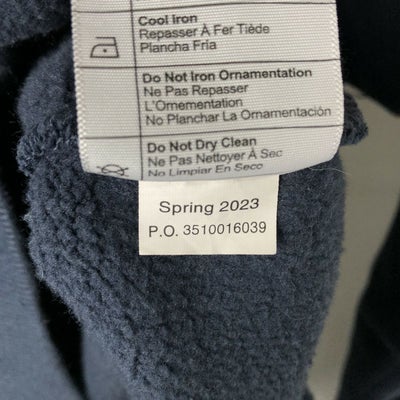 Cool Iron
Repasser À Fer Tiède
Plancha Fria
Do Not Iron Ornamentation
Ne Pas Repasser
L'Ornementation
No Planchar La Ornamentación
Do Not Dry Clean
Ne Pas Nettoyer À Sec
No Limpiar En Seco
Spring 2023
P.O. 3510016039